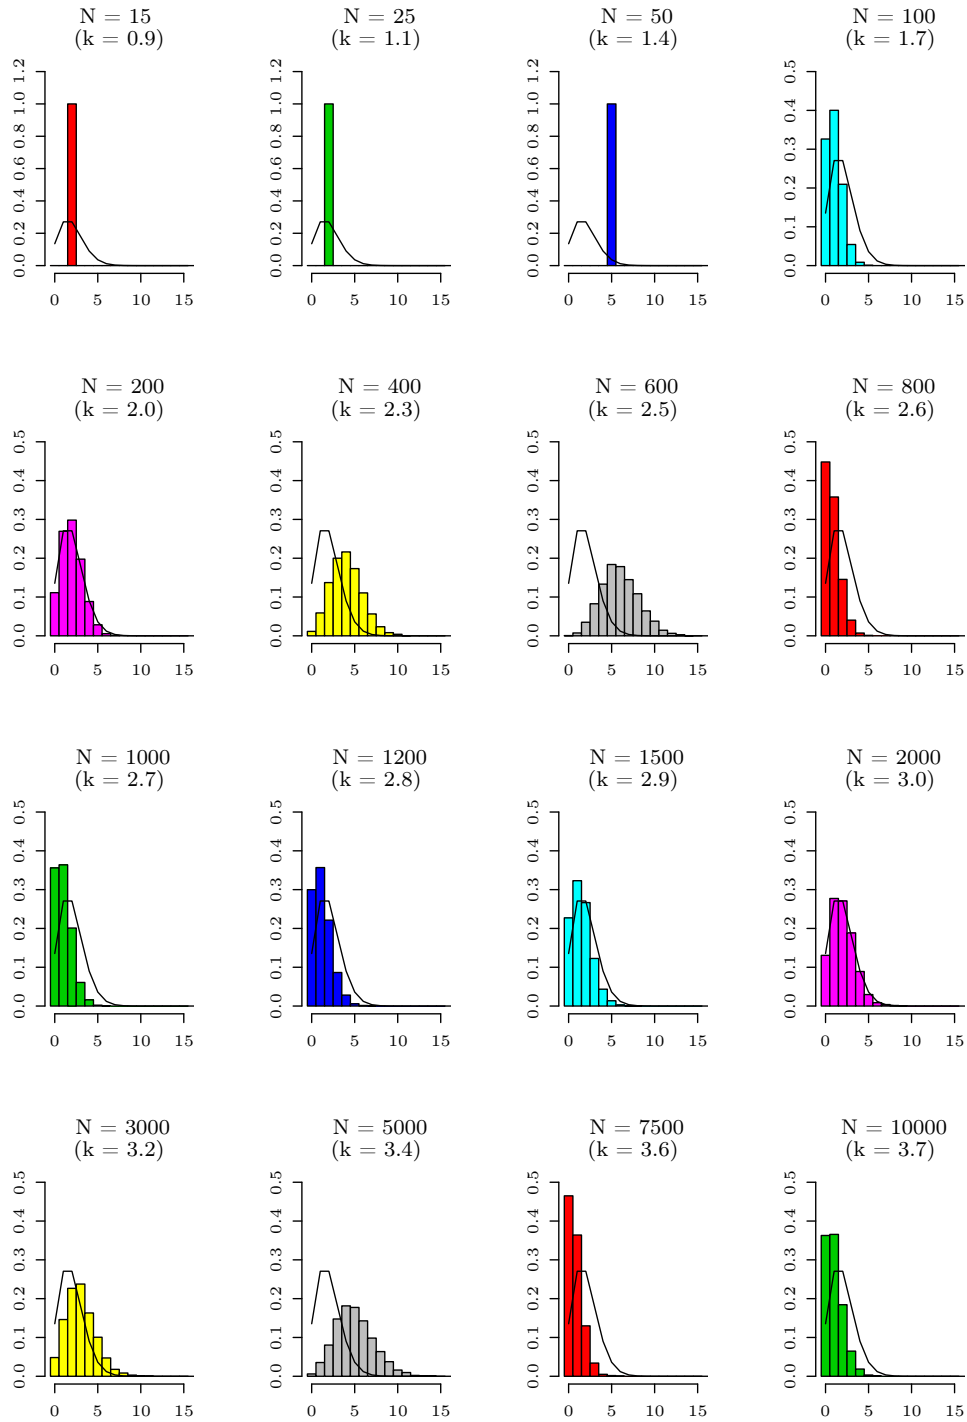 N = 15
(k = 0.9)
N = 25
(k = 1.1)
N = 50
(k = 1.4)
N = 100
(k = 1.7)
0.0 0.2 0.4 0.6 0.8 1.0 1.2
0 5 10 15
0.0 0.2 0.4 0.6 0.8 1.0 1.2
0 5 10 15
0.0 0.2 0.4 0.6 0.8 1.0 1.2
0 5 10 15
0.0 0.1 0.2 0.3 0.4 0.5
0 5 10 15
N = 200
(k = 2.0)
N = 400
(k = 2.3)
N = 600
(k = 2.5)
N = 800
(k = 2.6)
0.0 0.1 0.2 0.3 0.4 0.5
0 5 10 15
0.0 0.1 0.2 0.3 0.4 0.5
0 5 10 15
0.0 0.1 0.2 0.3 0.4 0.5
0 5 10 15
0.0 0.1 0.2 0.3 0.4 0.5
0 5 10 15
N = 1000
(k = 2.7)
N = 1200
(k = 2.8)
N = 1500
(k = 2.9)
N = 2000
(k = 3.0)
0.0 0.1 0.2 0.3 0.4 0.5
0 5 10 15
0.0 0.1 0.2 0.3 0.4 0.5
0 5 10 15
0.0 0.1 0.2 0.3 0.4 0.5
0 5 10 15
0.0 0.1 0.2 0.3 0.4 0.5
0 5 10 15
N = 3000
(k = 3.2)
N = 5000
(k = 3.4)
N = 7500
(k = 3.6)
N = 10000
(k = 3.7)
0.0 0.1 0.2 0.3 0.4 0.5
0 5 10 15
0.0 0.1 0.2 0.3 0.4 0.5
0 5 10 15
0.0 0.1 0.2 0.3 0.4 0.5
0 5 10 15
0.0 0.1 0.2 0.3 0.4 0.5
0 5 10 15